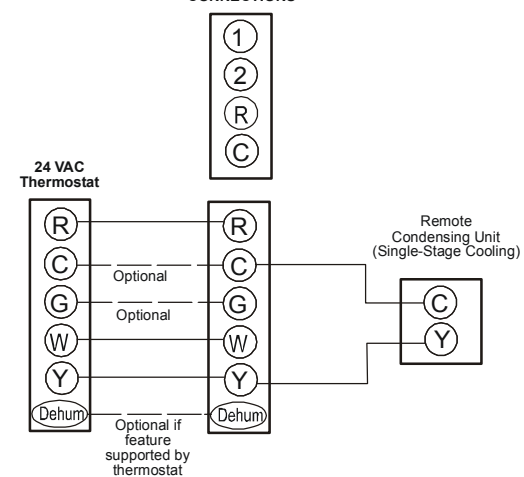 CONNECTIONS
1
2
R
C
24 VAC
Thermostat
R
C
G
W
Y
Dehum
Optional
Optional
Optional if
feature
supported by
thermostat
R
C
G
W
Y
Dehum
Remote
Condensing Unit
(Single-Stage Cooling)
C
Y